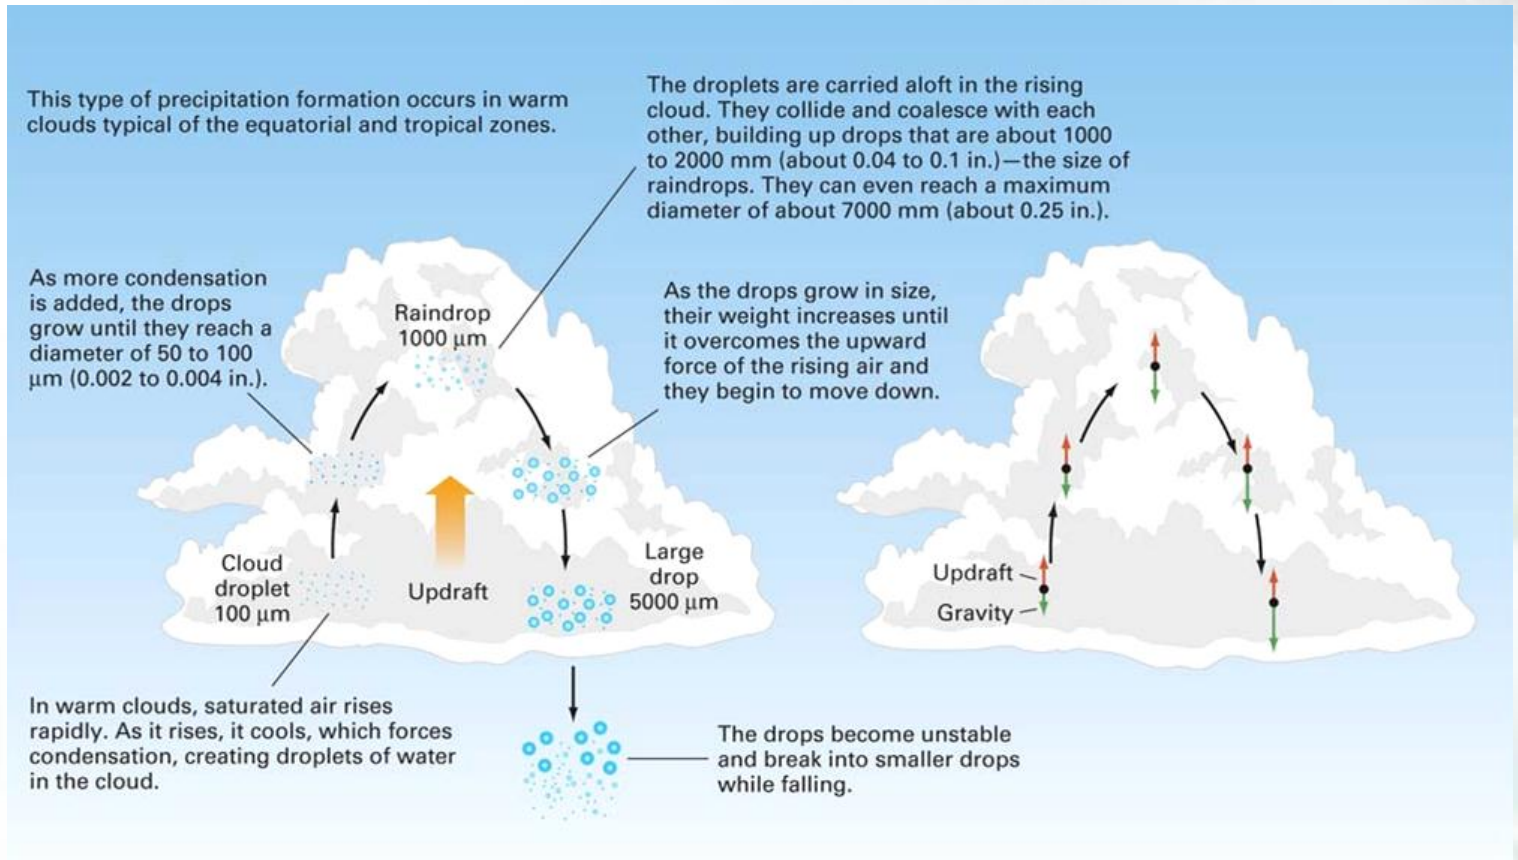 This type of precipitation formation occurs in warm
clouds typical of the equatorial and tropical zones.
The droplets are carried aloft in the rising
cloud. They collide and coalesce with each
other, building up drops that are about 1000
to 2000 mm (about 0.04 to 0.1 in.)—the size of
raindrops. They can even reach a maximum
diameter of about 7000 mm (about 0.25 in.).
As more condensation
is added, the drops
grow until they reach a
diameter of 50 to 100
μm (0.002 to 0.004 in.).
Raindrop
1000 μm
As the drops grow in size,
their weight increases until
it overcomes the upward
force of the rising air and
they begin to move down.
Cloud
droplet
100 μm
Updraft
Large
drop
5000 μm
Updraft
Gravity
In warm clouds, saturated air rises
rapidly. As it rises, it cools, which forces
condensation, creating droplets of water
in the cloud.
The drops become unstable
and break into smaller drops
while falling.